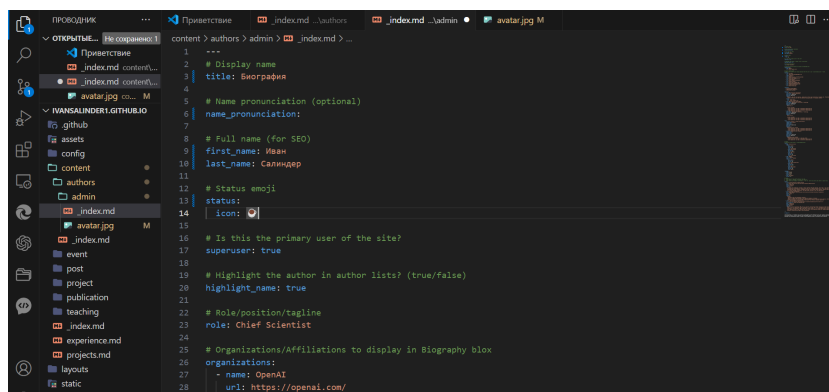 ПРОВОДНИК
Приветствие
_index.md ...\authors
_index.md ...\admin
avatar.jpg M
ОТКРЫТЫЕ... Не сохранено: 1
Приветствие
_index.md content\...
_index.md content\...
avatar.jpg co... M
IVANSALINDER1.GITHUB.IO
.github
assets
config
content
authors
admin
_index.md
avatar.jpg M
_index.md
event
post
project
publication
teaching
_index.md
experience.md
projects.md
layouts
static
content > authors > admin > _index.md > ...
1 ---
2 # Display name
3 title: Биография
4
5 # Name pronunciation (optional)
6 name_pronunciation:
7
8 # Full name (for SEO)
9 first_name: Иван
10 last_name: Салиндер
11
12 # Status emoji
13 status:
14 icon: ☕
15
16 # Is this the primary user of the site?
17 superuser: true
18
19 # Highlight the author in author lists? (true/false)
20 highlight_name: true
21
22 # Role/position/tagline
23 role: Chief Scientist
24
25 # Organizations/Affiliations to display in Biography blox
26 organizations:
27 - name: OpenAI
28 url: https://openai.com/